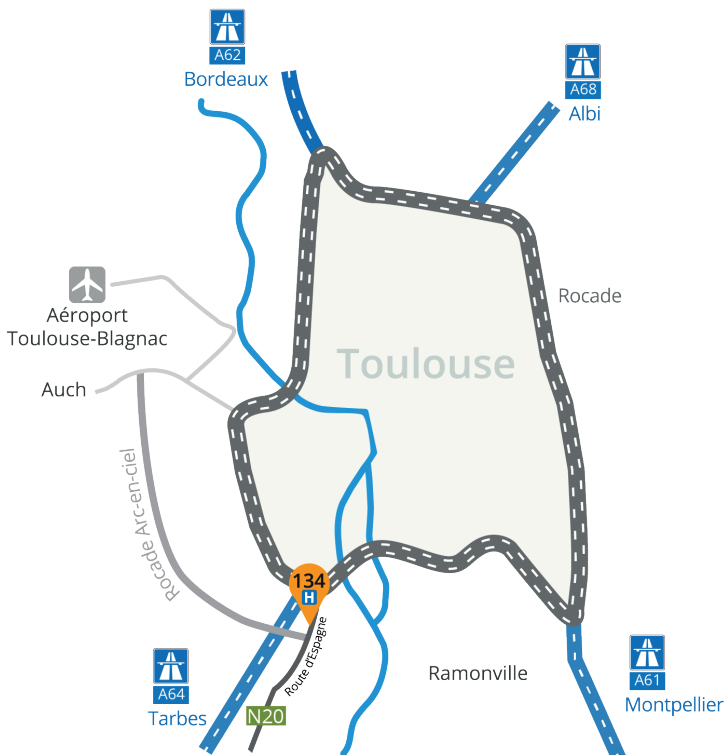 A62
Bordeaux
A68
Albi
Rocade
Aéroport
Toulouse-Blagnac
Toulouse
Auch
Rocade Arc-en-ciel
134
H
Route d'Espagne
Ramonville
A64
Tarbes
N20
A61
Montpellier